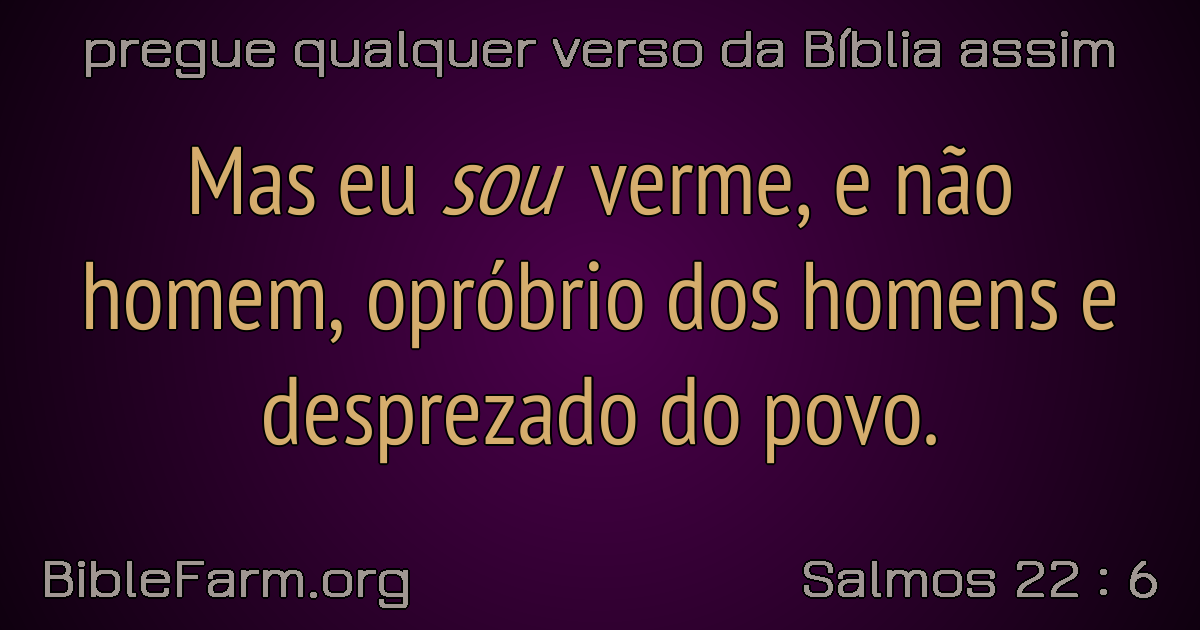 pregue qualquer verso da Bíblia assim
Mas eu sou verme, e não
homem, opróbrio dos homens e
desprezado do povo.
BibleFarm.org
Salmos 22 : 6